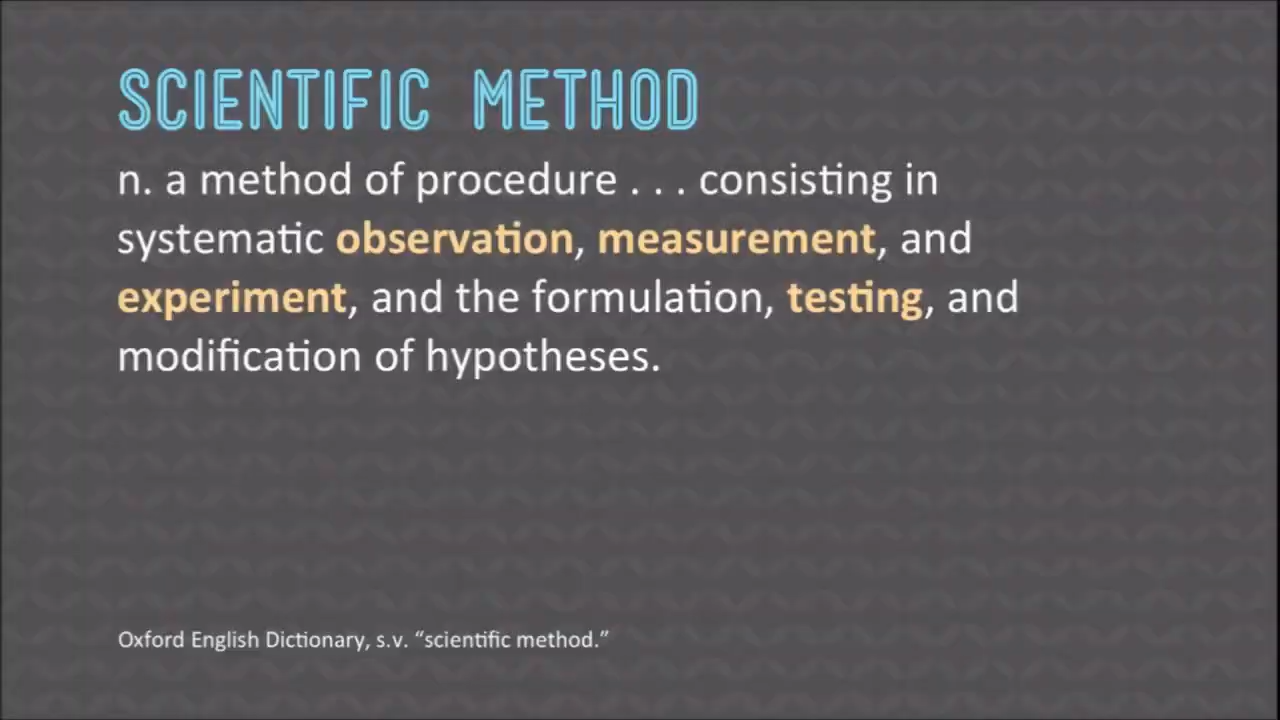 SCIENTIFIC METHOD
n. a method of procedure . . . consisting in
systematic observation, measurement, and
experiment, and the formulation, testing, and
modification of hypotheses.
Oxford English Dictionary, s.v. “scientific method.”